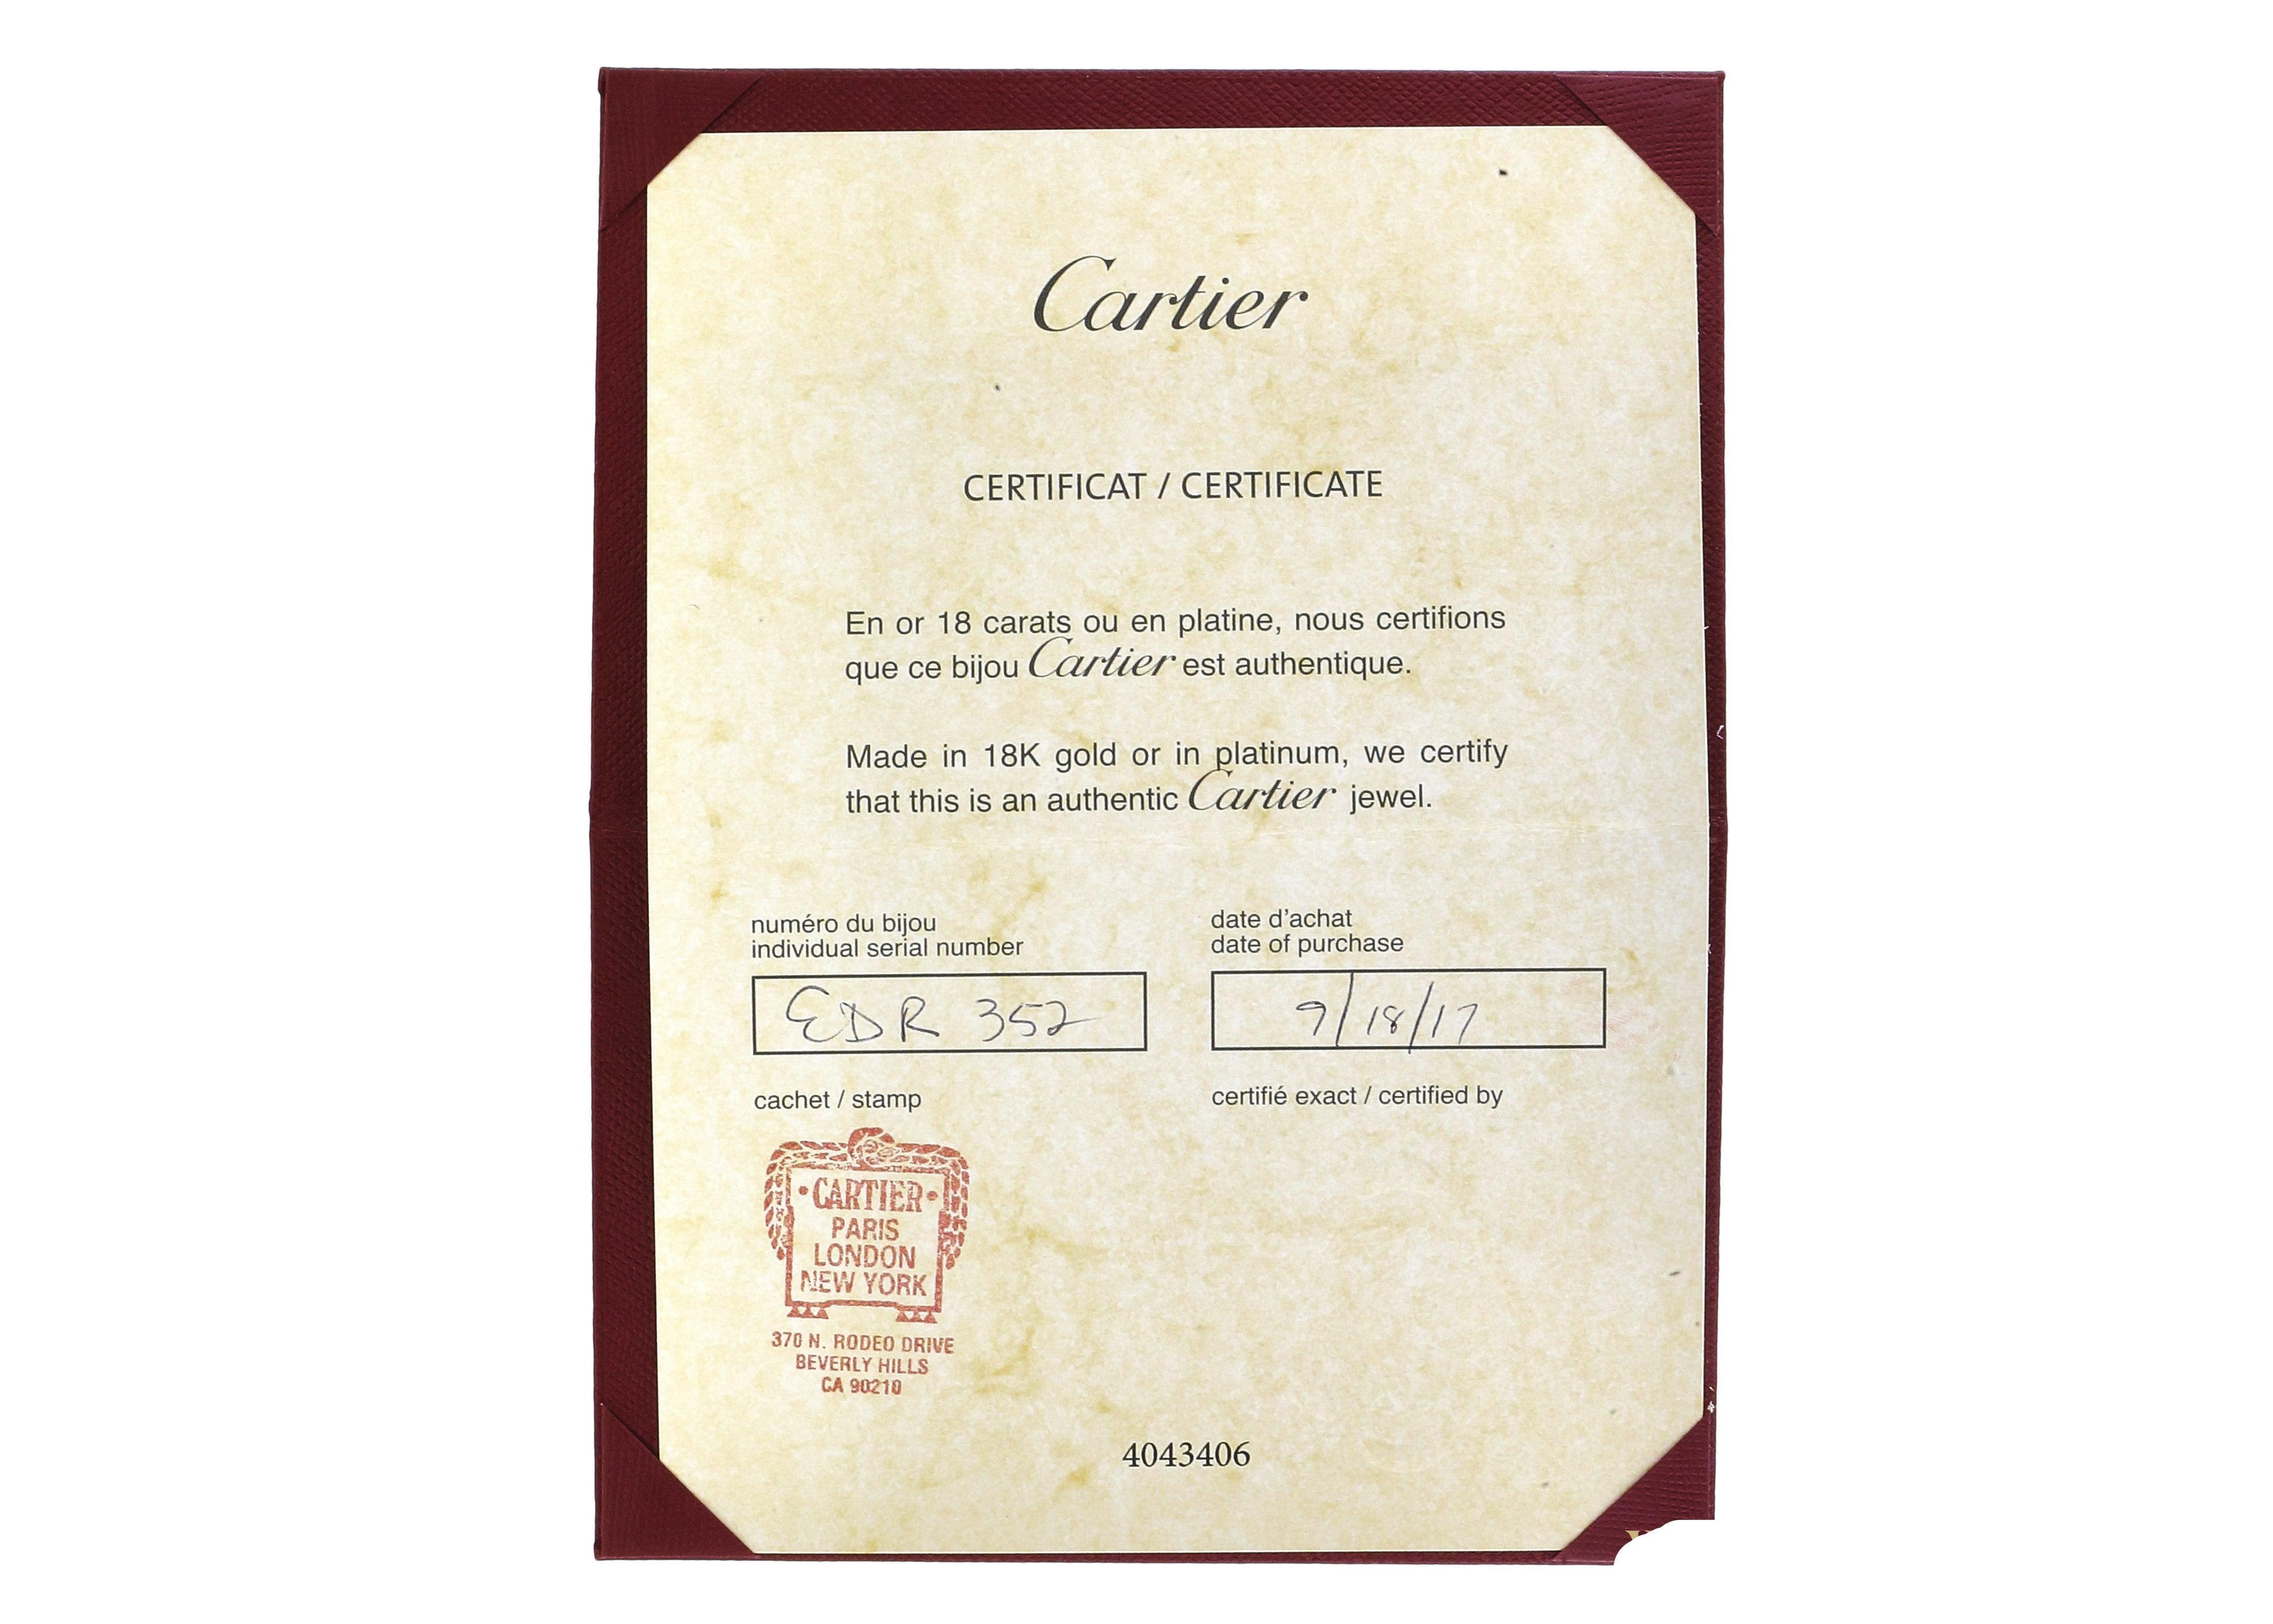 Cartier
CERTIFICAT / CERTIFICATE
En or 18 carats ou en platine, nous certifions
que ce bijou Cartier est authentique.
Made in 18K gold or in platinum, we certify
that this is an authentic Cartier jewel.
numéro du bijou
individual serial number
EDR 352
date d'achat
date of purchase
9/18/17
cachet / stamp
certifié exact / certified by
•CARTIER•
PARIS
LONDON
NEW YORK
370 N. RODEO DRIVE
BEVERLY HILLS
CA 90210
4043406